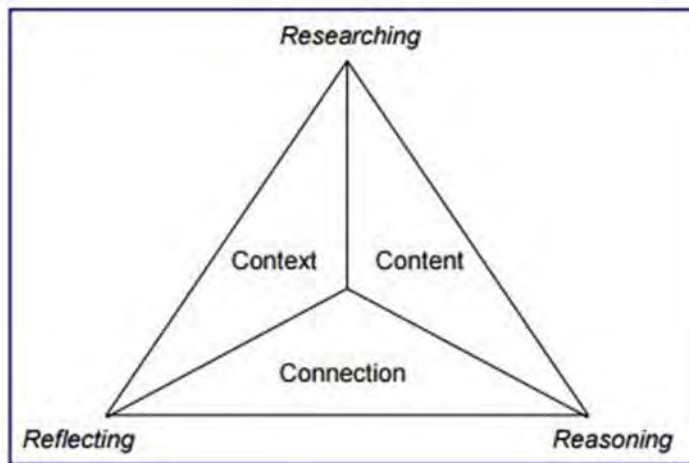 Researching
Context
Content
Connection
Reflecting
Reasoning